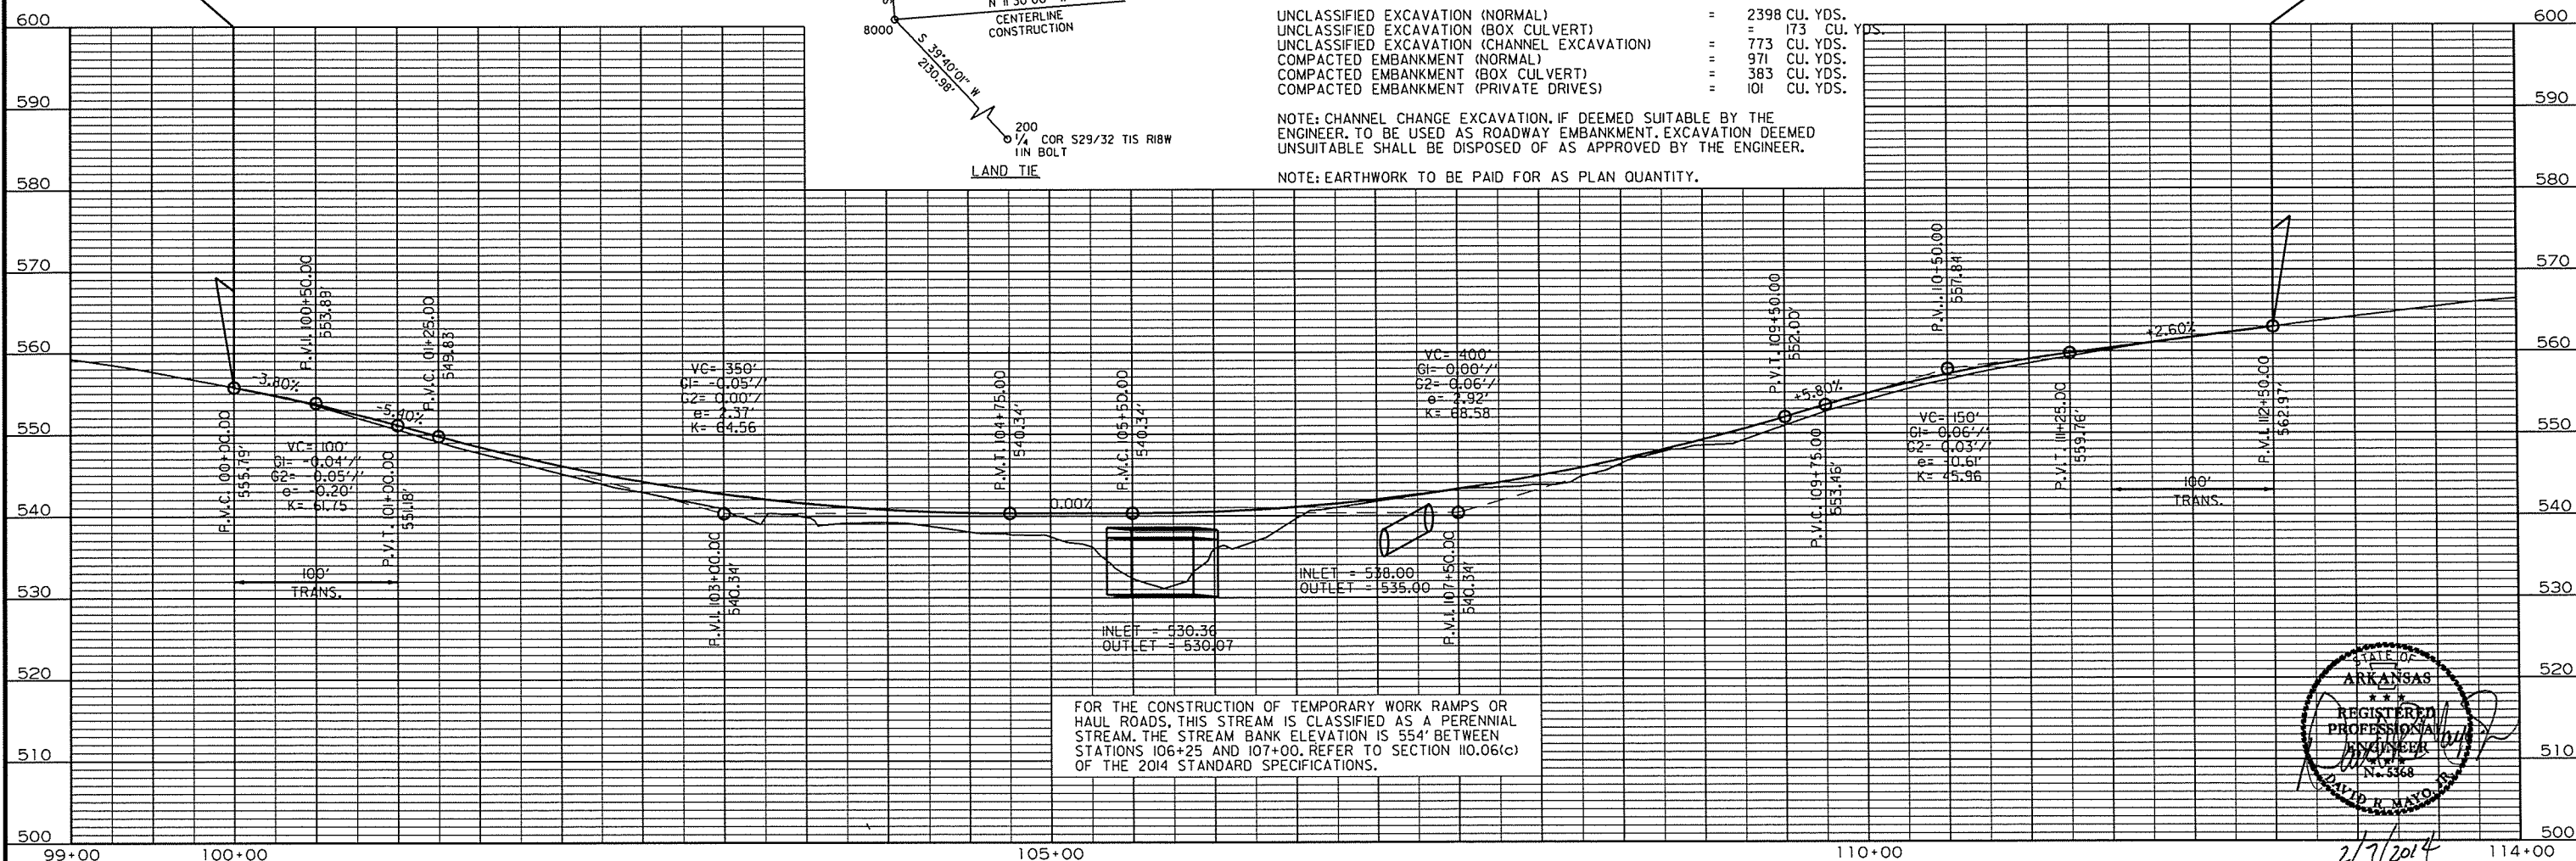 600
590
580
570
560
550
540
530
520
510
500
99+00
100+00
105+00
110+00
114+00
600
590
580
570
560
550
540
530
520
510
500
CENTERLINE
CONSTRUCTION
8000
S 39°40'01" W
2130.98'
200
1/4 COR S29/32 T1S R18W
1IN BOLT
LAND TIE
UNCLASSIFIED EXCAVATION (NORMAL) = 2398 CU. YDS.
UNCLASSIFIED EXCAVATION (BOX CULVERT) = 173 CU. YDS.
UNCLASSIFIED EXCAVATION (CHANNEL EXCAVATION) = 773 CU. YDS.
COMPACTED EMBANKMENT (NORMAL) = 971 CU. YDS.
COMPACTED EMBANKMENT (BOX CULVERT) = 383 CU. YDS.
COMPACTED EMBANKMENT (PRIVATE DRIVES) = 101 CU. YDS.
NOTE: CHANNEL CHANGE EXCAVATION. IF DEEMED SUITABLE BY THE
ENGINEER. TO BE USED AS ROADWAY EMBANKMENT. EXCAVATION DEEMED
UNSUITABLE SHALL BE DISPOSED OF AS APPROVED BY THE ENGINEER.
NOTE: EARTHWORK TO BE PAID FOR AS PLAN QUANTITY.
P.V.C. 100+00.00
555.79'
-3.80%
P.V.I. 100+50.00
553.89'
VC= 100'
G1= -0.04'/'
G2= -0.05'/'
e= -0.20'
K= 61.75
-5.40%
P.V.T. 101+00.00
551.18'
P.V.C. 101+25.00
549.83'
100'
TRANS.
VC= 350'
G1= -0.05'/'
G2= 0.00'/'
e= 2.37'
K= 64.56
P.V.I. 103+00.00
540.34'
P.V.T. 104+75.00
540.34'
0.00%
P.V.C. 105+50.00
540.34'
INLET = 530.36
OUTLET = 530.07
INLET = 538.00
OUTLET = 535.00
VC= 400'
G1= 0.00'/'
G2= 0.06'/'
e= 2.92'
K= 68.58
P.V.I. 107+50.00
540.34'
P.V.T. 109+50.00
552.00'
+5.80%
P.V.C. 109+75.00
553.46'
P.V.I. 110+50.00
557.84'
VC= 150'
G1= 0.06'/'
G2= 0.03'/'
e= -0.61'
K= 45.96
P.V.T. 111+25.00
559.76'
+2.60%
P.V.I. 112+50.00
562.97'
100'
TRANS.
FOR THE CONSTRUCTION OF TEMPORARY WORK RAMPS OR
HAUL ROADS, THIS STREAM IS CLASSIFIED AS A PERENNIAL
STREAM. THE STREAM BANK ELEVATION IS 554' BETWEEN
STATIONS 106+25 AND 107+00. REFER TO SECTION 110.06(c)
OF THE 2014 STANDARD SPECIFICATIONS.
STATE OF
ARKANSAS
REGISTERED
PROFESSIONAL
ENGINEER
No. 5368
DAVID R. MAYO, JR.
2/7/2014